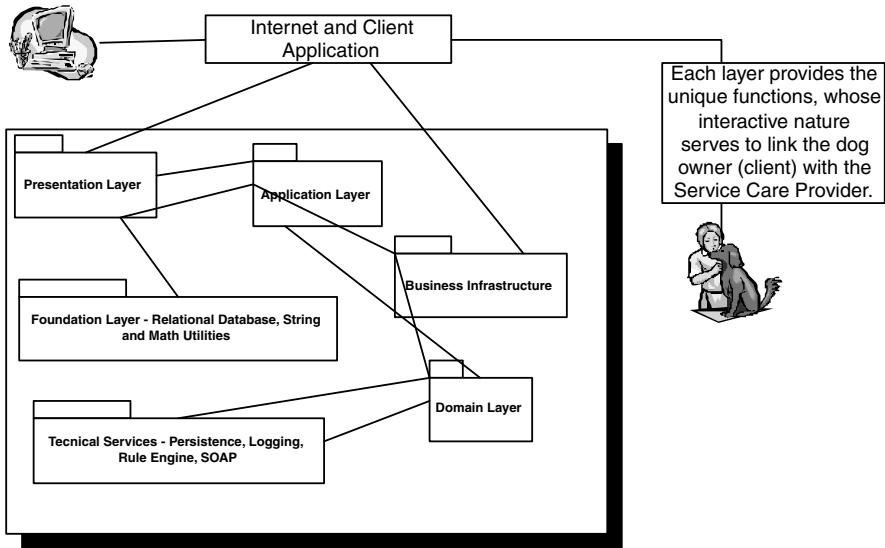 Internet and Client
Application
Each layer provides the
unique functions, whose
interactive nature
serves to link the dog
owner (client) with the
Service Care Provider.
Presentation Layer
Application Layer
Business Infrastructure
Foundation Layer - Relational Database, String
and Math Utilities
Domain Layer
Tecnical Services - Persistence, Logging,
Rule Engine, SOAP